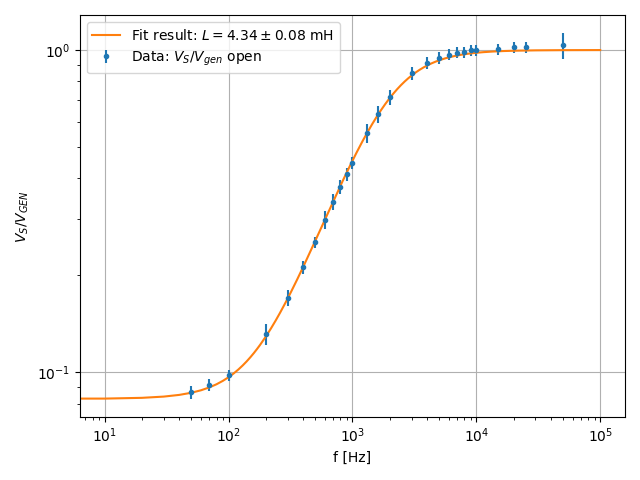 Fit result: L = 4.34 ± 0.08 mH
Data: V_S/V_gen open
10^0
10^{-1}
V_S/V_GEN
10^1 10^2 10^3 10^4 10^5
f [Hz]